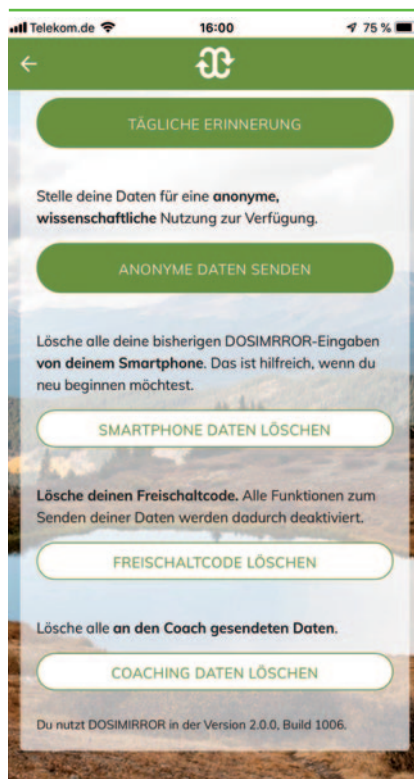 Telekom.de 16:00 75 %
TÄGLICHE ERINNERUNG
Stelle deine Daten für eine anonyme,
wissenschaftliche Nutzung zur Verfügung.
ANONYME DATEN SENDEN
Lösche alle deine bisherigen DOSIMRROR-Eingaben
von deinem Smartphone. Das ist hilfreich, wenn du
neu beginnen möchtest.
SMARTPHONE DATEN LÖSCHEN
Lösche deinen Freischaltcode. Alle Funktionen zum
Senden deiner Daten werden dadurch deaktiviert.
FREISCHALTCODE LÖSCHEN
Lösche alle an den Coach gesendeten Daten.
COACHING DATEN LÖSCHEN
Du nutzt DOSIMIRROR in der Version 2.0.0, Build 1006.